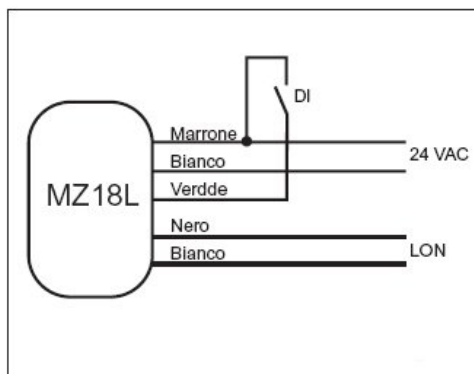 DI
Marrone
24 VAC
Bianco
MZ18L
Verdde
Nero
LON
Bianco